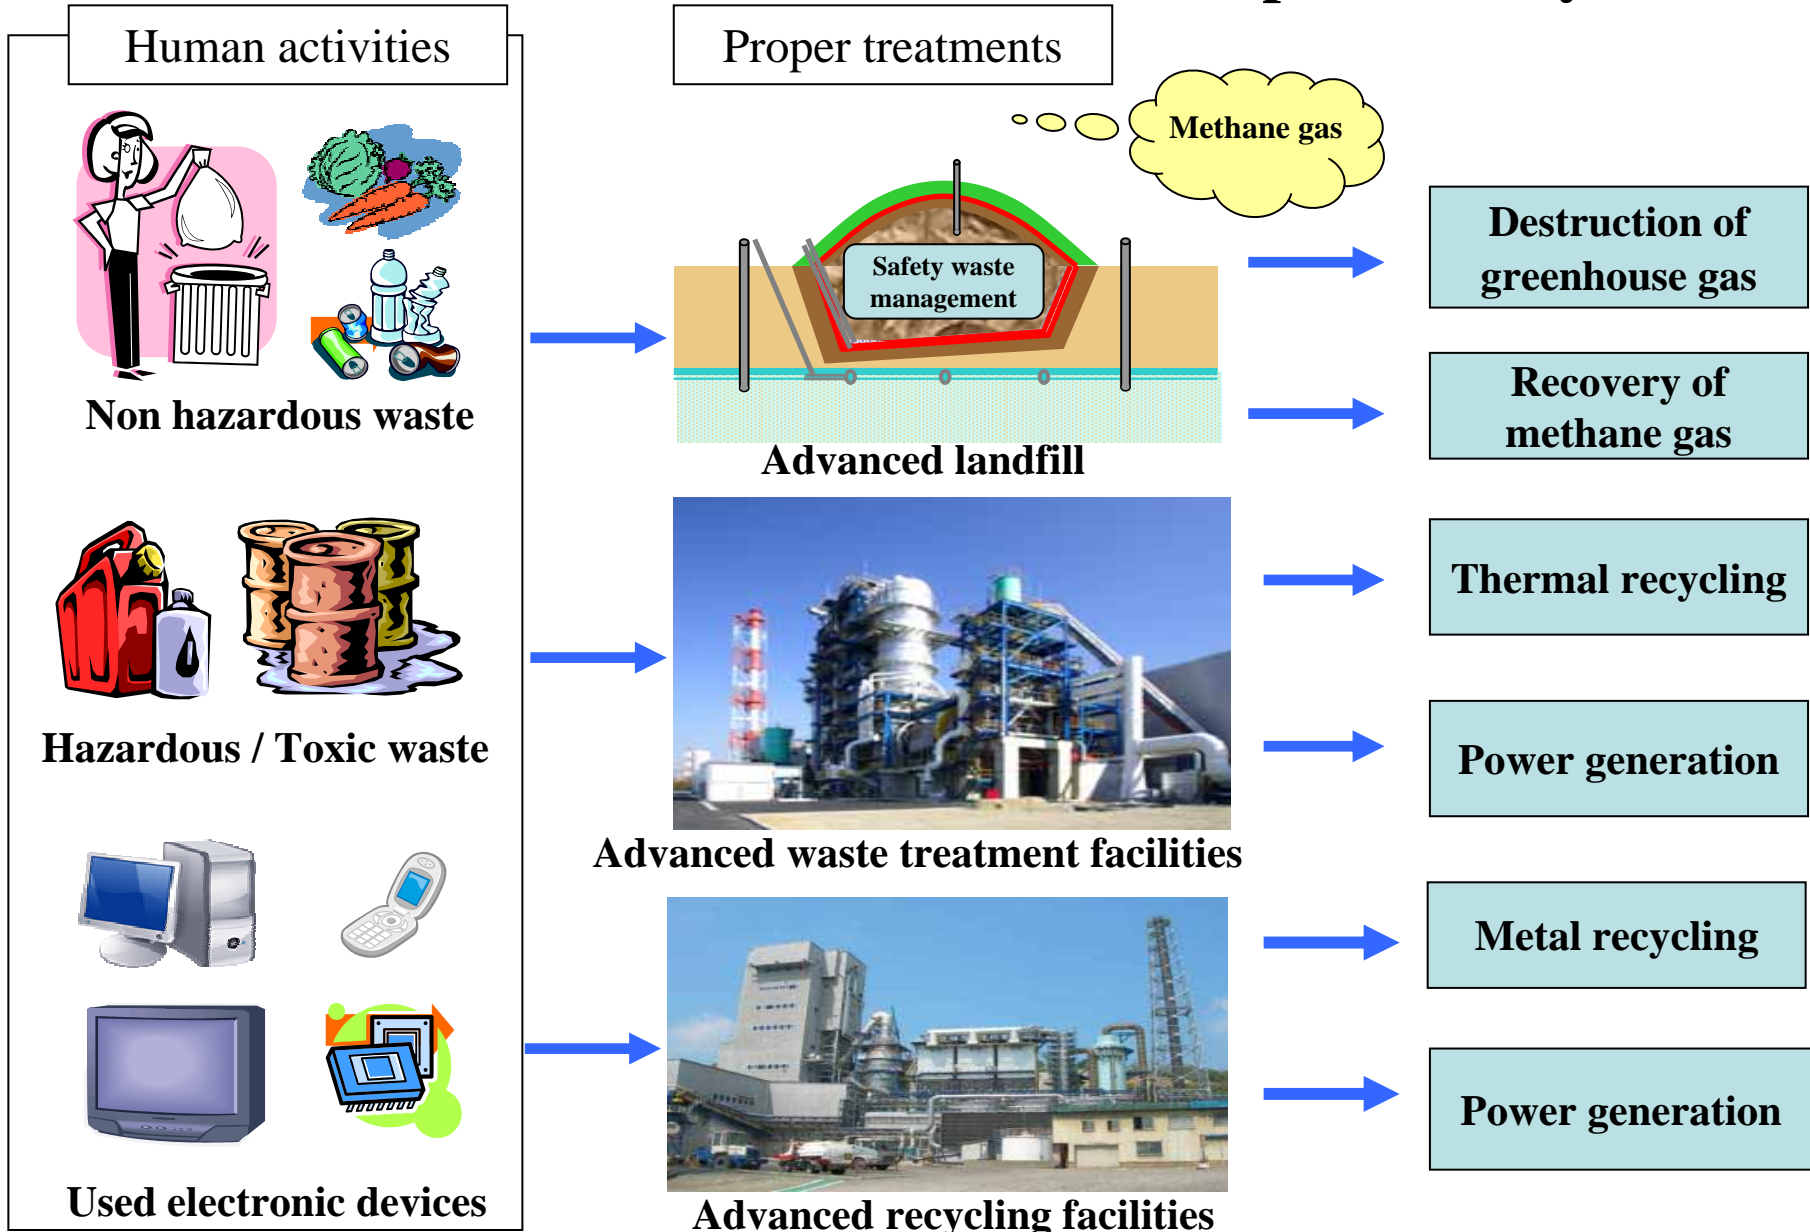 Human activities
Proper treatments
Methane gas
Safety waste
management
Destruction of
greenhouse gas
Recovery of
methane gas
Non hazardous waste
Advanced landfill
Thermal recycling
Hazardous / Toxic waste
Power generation
Advanced waste treatment facilities
Metal recycling
Power generation
Used electronic devices
Advanced recycling facilities